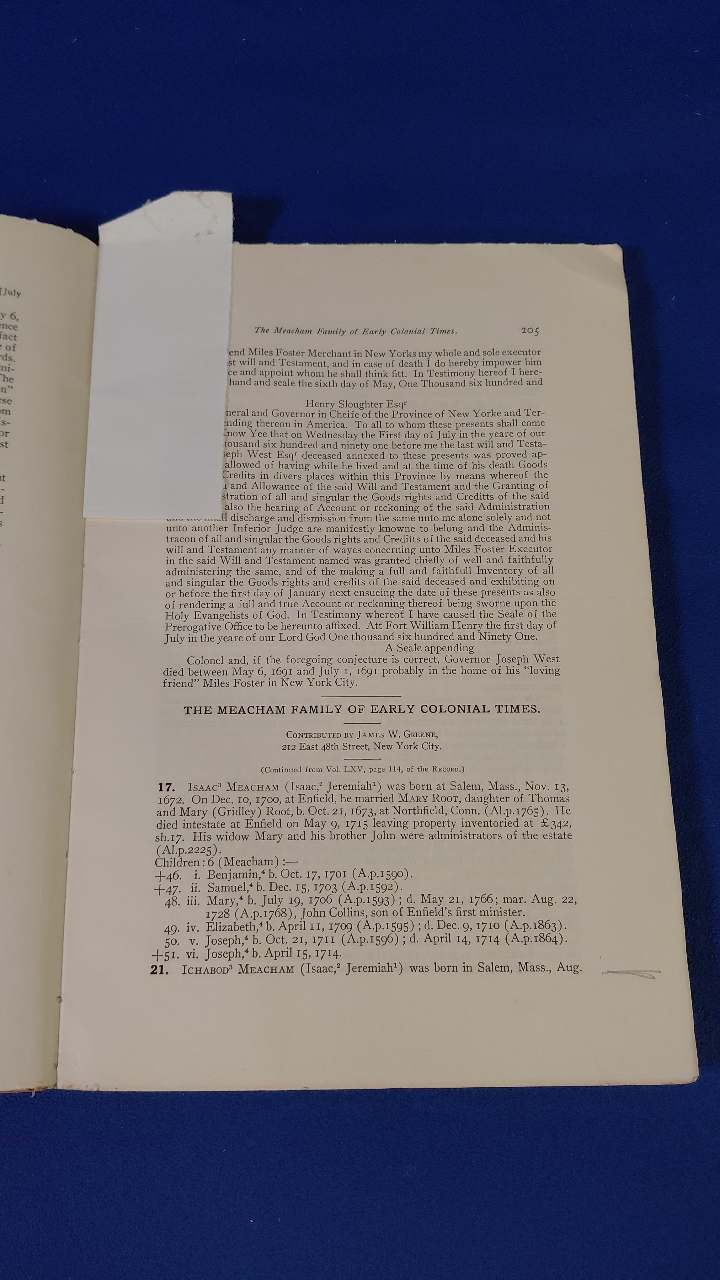 [July
y 6,
ence
fact
e of
rds.
mi-
The
n"
se
om
s-
or
st
nt
The Meacham Family of Early Colonial Times. 205
end Miles Foster Merchant in New Yorks my whole and sole executor
st will and Testament, and in case of death I do hereby impower him
ce and appoint whom he shall think fitt. In Testimony hereof I here-
hand and seale the sixth day of May, One Thousand six hundred and
Henry Sloughter Esqr
neral and Governor in Cheife of the Province of New Yorke and Ter-
nding thereon in America. To all to whom these presents shall come
now Yee that on Wednesday the First day of July in the yeare of our
ousand six hundred and ninety one before me the last will and Testa-
seph West Esqr deceased annexed to these presents was proved ap-
allowed of having while he lived and at the time of his death Goods
Credits in divers places within this Province by means whereof the
and Allowance of the said Will and Testament and the Granting of
stration of all and singular the Goods rights and Creditts of the said
also the hearing of Account or reckoning of the said Administration
discharge and dismission from the same unto me alone solely and not
unto another Inferior Judge are manifestly knowne to belong and the Adminis-
tracon of all and singular the Goods rights and Creditts of the said deceased and his
will and Testament any manner of wayes concerning unto Miles Foster Executor
in the said Will and Testament named was granted chiefly of well and faithfully
administering the same, and of the making a full and faithfull Inventory of all
and singular the Goods rights and credits of the said deceased and exhibiting on
or before the first day of January next ensueing the date of these presents as also
of rendering a full and true Account or reckoning thereof being sworne upon the
Holy Evangelists of God. In Testimony whereof I have caused the Seale of the
Prerogative Office to be hereunto affixed. Att Fort William Henry the first day of
July in the yeare of our Lord God One thousand six hundred and Ninety One.
A Seale appending
Colonel and, if the foregoing conjecture is correct, Governor Joseph West
died between May 6, 1691 and July 1, 1691 probably in the home of his "loving
friend" Miles Foster in New York City.
THE MEACHAM FAMILY OF EARLY COLONIAL TIMES.
Contributed by James W. Greene,
212 East 48th Street, New York City.
(Continued from Vol. LXV, page 114, of the Record.)
17. Isaac³ Meacham (Isaac,² Jeremiah¹) was born at Salem, Mass., Nov. 13,
1672. On Dec. 10, 1700, at Enfield, he married Mary Root, daughter of Thomas
and Mary (Gridley) Root, b. Oct. 21, 1673, at Northfield, Conn. (Al.p.1765). He
died intestate at Enfield on May 9, 1715 leaving property inventoried at £342,
sh.17. His widow Mary and his brother John were administrators of the estate
(Al.p.2225).
Children: 6 (Meacham) :—
+46. i. Benjamin,⁴ b. Oct. 17, 1701 (A.p.1590).
+47. ii. Samuel,⁴ b. Dec. 15, 1703 (A.p.1592).
48. iii. Mary,⁴ b. July 19, 1706 (A.p.1593) ; d. May 21, 1766; mar. Aug. 22,
1728 (A.p.1768), John Collins, son of Enfield's first minister.
49. iv. Elizabeth,⁴ b. April 11, 1709 (A.p.1595) ; d. Dec. 9, 1710 (A.p.1863).
50. v. Joseph,⁴ b. Oct. 21, 1711 (A.p.1596) ; d. April 14, 1714 (A.p.1864).
+51. vi. Joseph,⁴ b. April 15, 1714.
21. Ichabod³ Meacham (Isaac,² Jeremiah¹) was born in Salem, Mass., Aug.